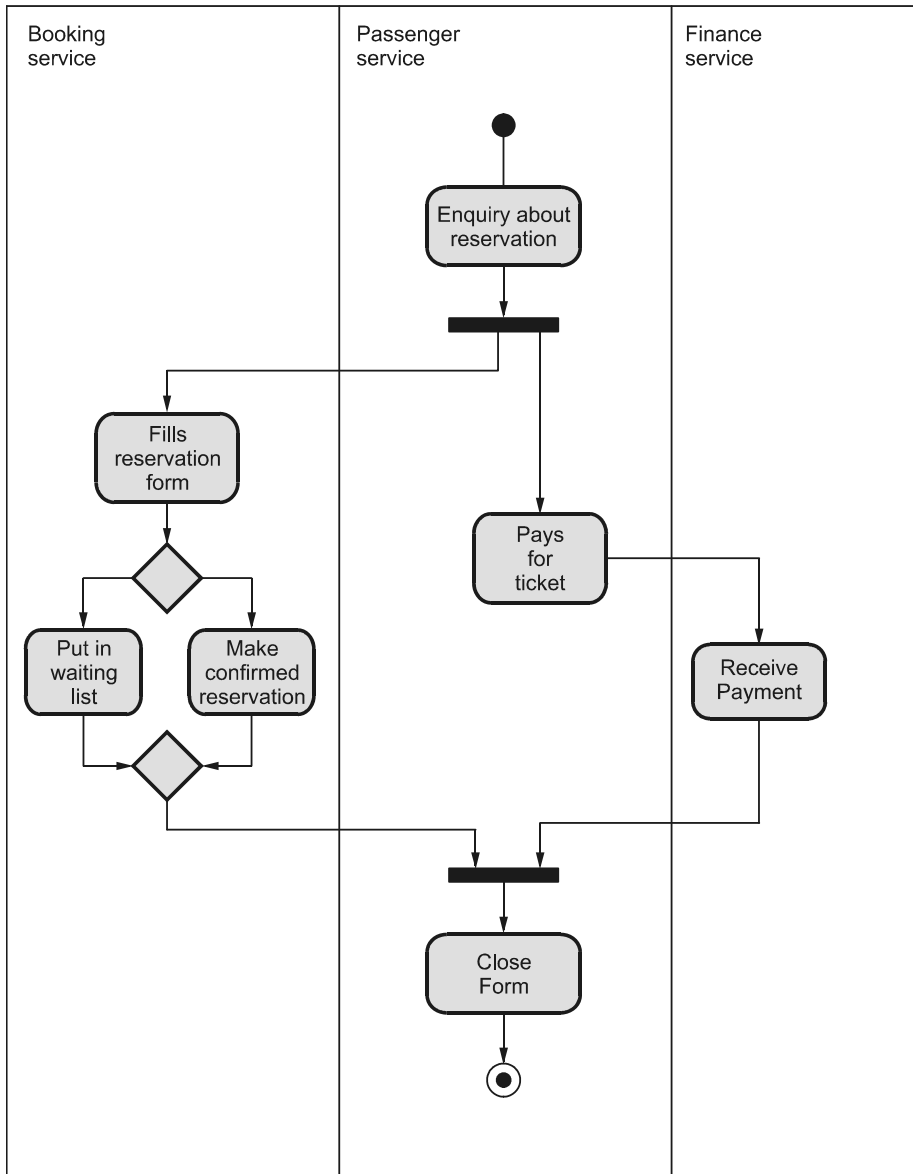 Booking
service
Passenger
service
Finance
service
Enquiry about
reservation
Fills
reservation
form
Pays
for
ticket
Put in
waiting
list
Make
confirmed
reservation
Receive
Payment
Close
Form